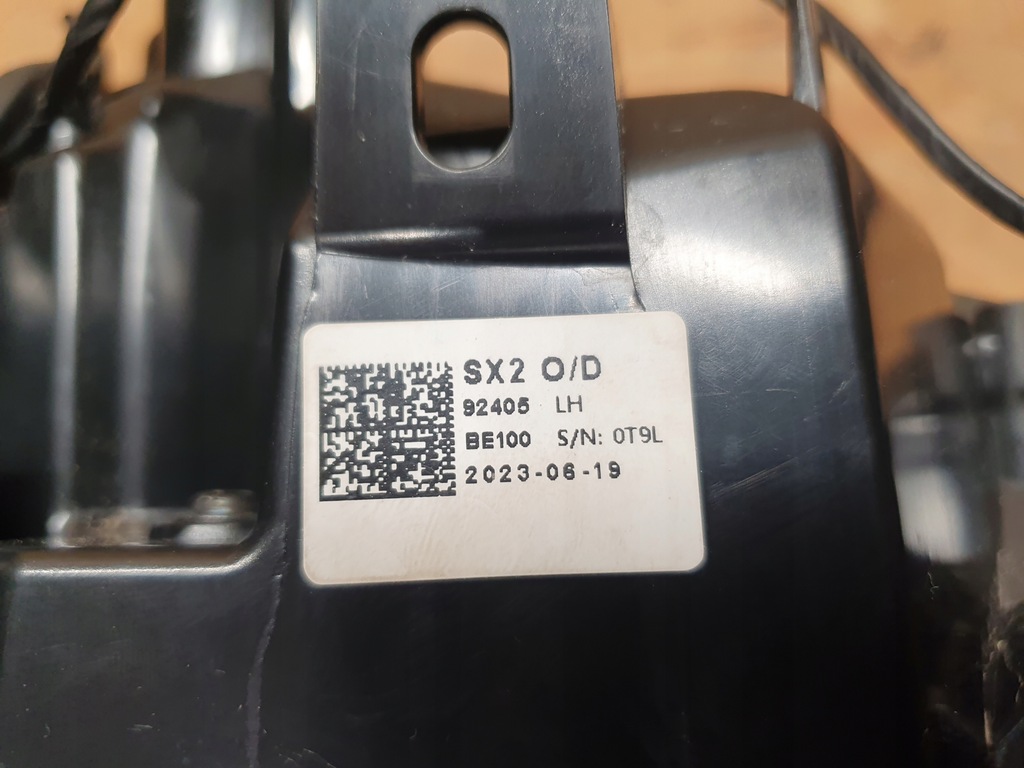 SX2 O/D
92405 LH
BE100 S/N: 0T9L
2023-06-19